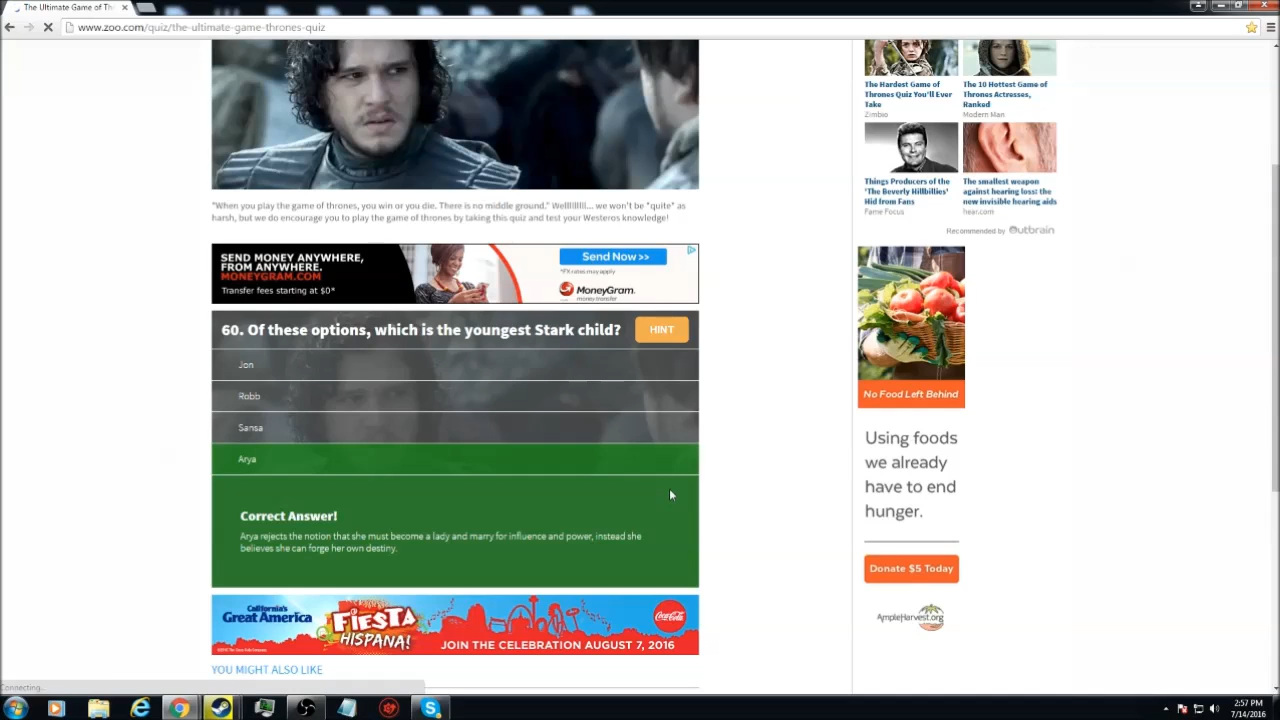 The Ultimate Game of Th
www.zoo.com/quiz/the-ultimate-game-thrones-quiz
The Hardest Game of
Thrones Quiz You'll Ever
Take
Zimbio
The 10 Hottest Game of
Thrones Actresses,
Ranked
Modern Man
Things Producers of the
'The Beverly Hillbillies'
Hid from Fans
Fame Focus
The smallest weapon
against hearing loss: the
new invisible hearing aids
hear.com
Recommended by Outbrain
"When you play the game of thrones, you win or you die. There is no middle ground." Wellllllll... we won't be "quite" as
harsh, but we do encourage you to play the game of thrones by taking this quiz and test your Westeros knowledge!
SEND MONEY ANYWHERE,
FROM ANYWHERE.
MONEYGRAM.COM
Transfer fees starting at $0*
Send Now >>
*FX rates may apply
MoneyGram.
money transfer
60. Of these options, which is the youngest Stark child?
HINT
Jon
Robb
Sansa
Arya
Correct Answer!
Arya rejects the notion that she must become a lady and marry for influence and power, instead she
believes she can forge her own destiny.
No Food Left Behind
Using foods
we already
have to end
hunger.
Donate $5 Today
AmpleHarvest.org
California's
Great America
FIESTA
HISPANA!
Coca-Cola
JOIN THE CELEBRATION AUGUST 7, 2016
YOU MIGHT ALSO LIKE
Connecting...
2:57 PM
7/14/2016